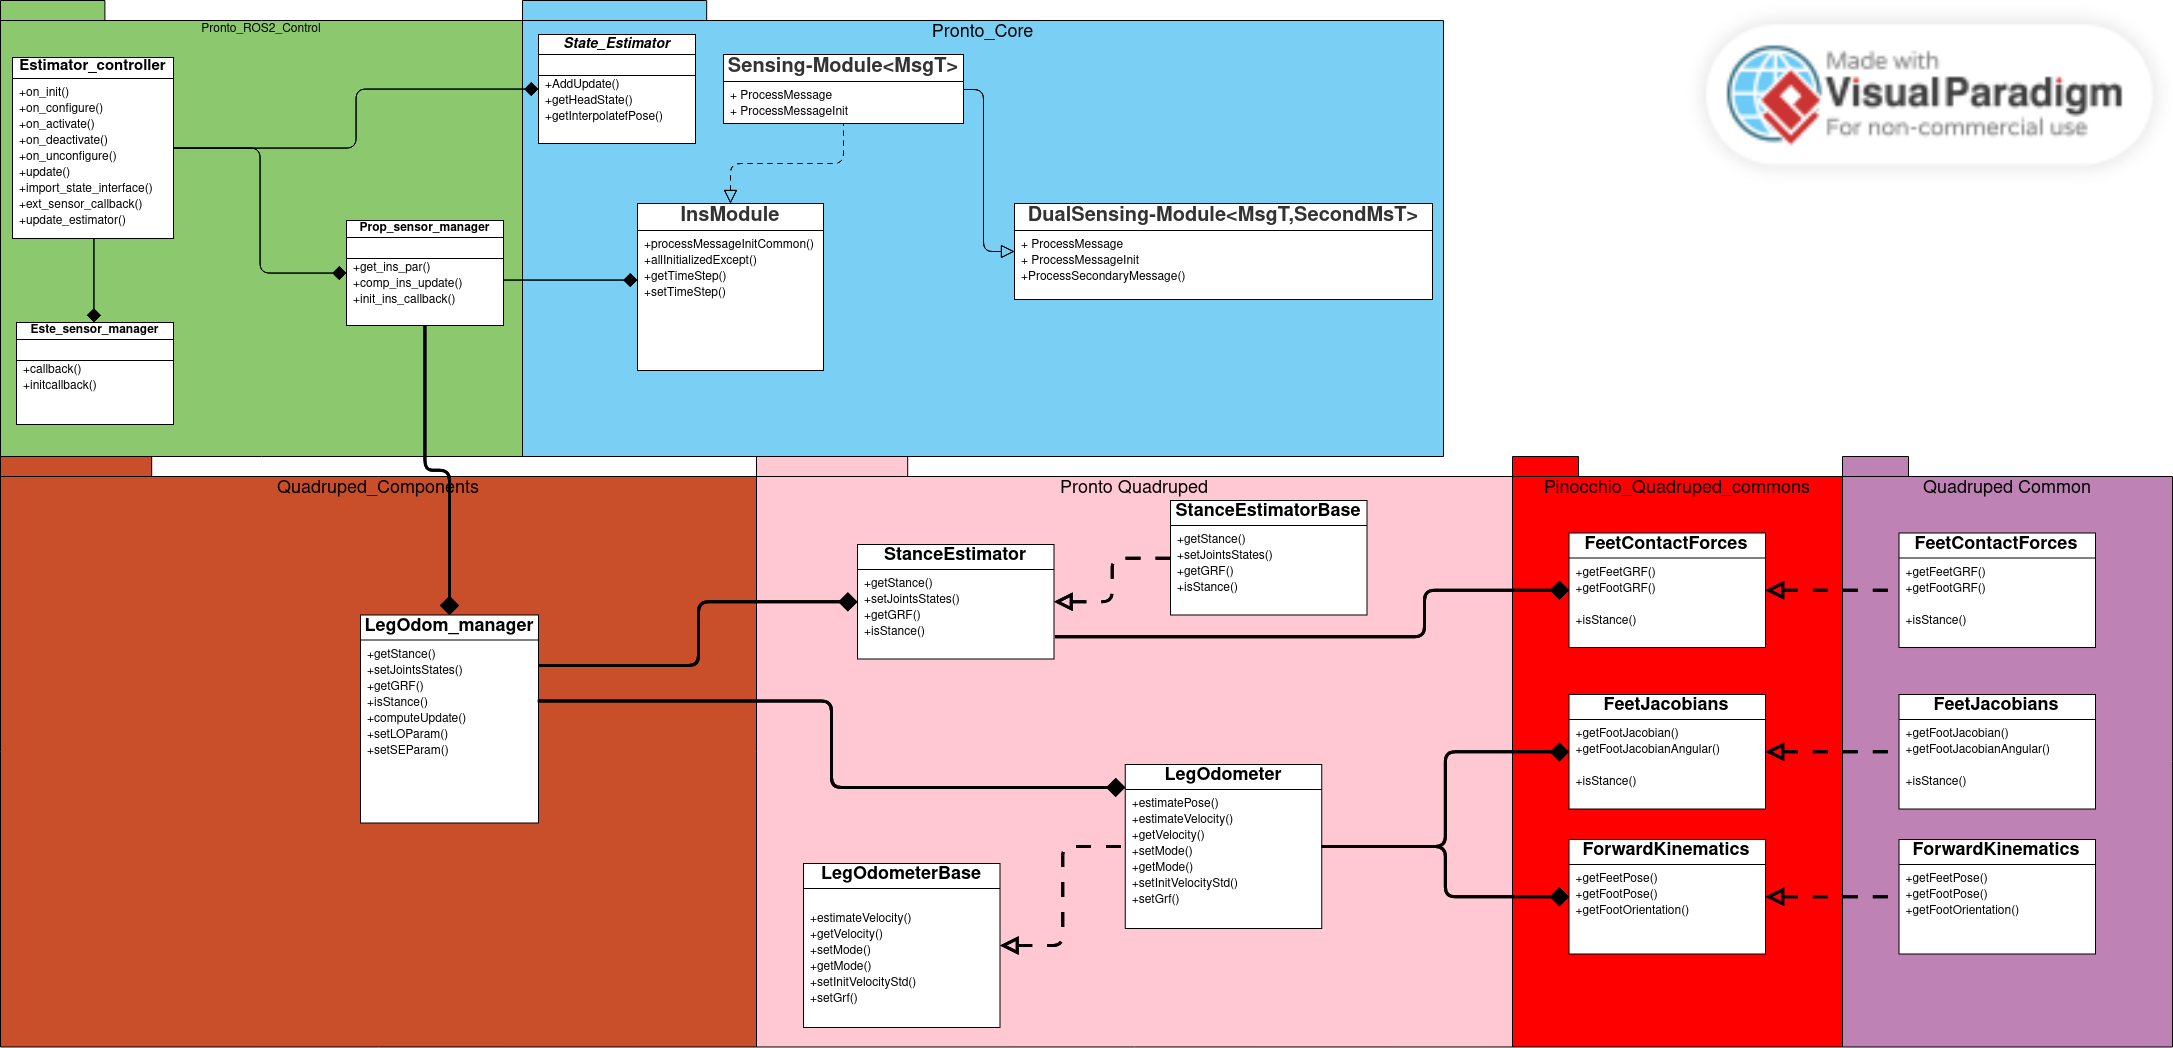 Pronto_ROS2_Control
Estimator_controller
+on_init()
+on_configure()
+on_activate()
+on_deactivate()
+on_unconfigure()
+update()
+import_state_interface()
+ext_sensor_callback()
+update_estimator()
Prop_sensor_manager
+get_ins_par()
+comp_ins_update()
+init_ins_callback()
Este_sensor_manager
+callback()
+initcallback()
Pronto_Core
State_Estimator
+AddUpdate()
+getHeadState()
+getInterpolatefPose()
Sensing-Module<MsgT>
+ ProcessMessage
+ ProcessMessageInit
InsModule
+processMessageInitCommon()
+allInitializedExcept()
+getTimeStep()
+setTimeStep()
DualSensing-Module<MsgT,SecondMsT>
+ ProcessMessage
+ ProcessMessageInit
+ProcessSecondaryMessage()
Made with
Visual Paradigm
For non-commercial use
Quadruped_Components
LegOdom_manager
+getStance()
+setJointsStates()
+getGRF()
+isStance()
+computeUpdate()
+setLOParam()
+setSEParam()
Pronto Quadruped
StanceEstimatorBase
+getStance()
+setJointsStates()
+getGRF()
+isStance()
StanceEstimator
+getStance()
+setJointsStates()
+getGRF()
+isStance()
LegOdometer
+estimatePose()
+estimateVelocity()
+getVelocity()
+setMode()
+getMode()
+setInitVelocityStd()
+setGrf()
LegOdometerBase
+estimateVelocity()
+getVelocity()
+setMode()
+getMode()
+setInitVelocityStd()
+setGrf()
Pinocchio_Quadruped_commons
FeetContactForces
+getFeetGRF()
+getFootGRF()
+isStance()
FeetJacobians
+getFootJacobian()
+getFootJacobianAngular()
+isStance()
ForwardKinematics
+getFeetPose()
+getFootPose()
+getFootOrientation()
Quadruped Common
FeetContactForces
+getFeetGRF()
+getFootGRF()
+isStance()
FeetJacobians
+getFootJacobian()
+getFootJacobianAngular()
+isStance()
ForwardKinematics
+getFeetPose()
+getFootPose()
+getFootOrientation()